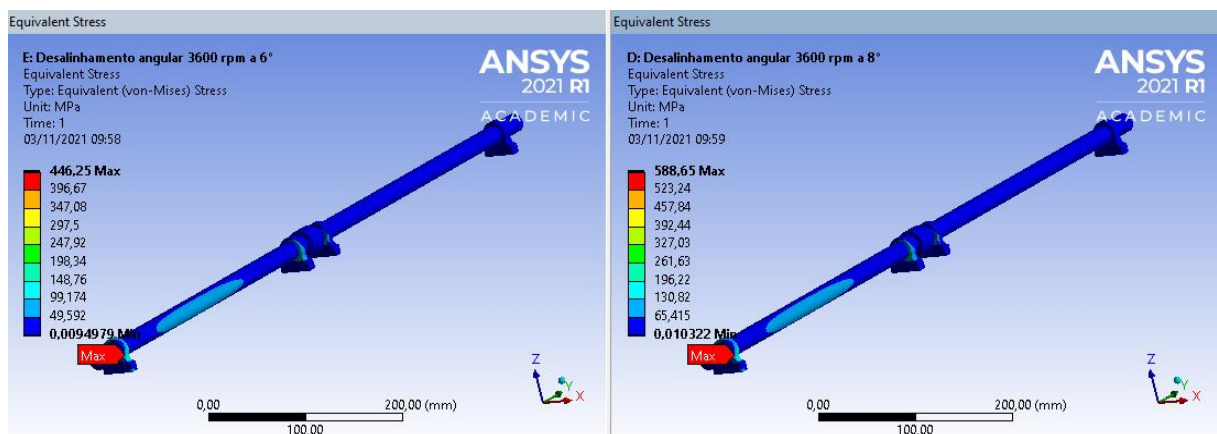 Equivalent Stress
E: Desalinhamento angular 3600 rpm a 6°
Equivalent Stress
Type: Equivalent (von-Mises) Stress
Unit: MPa
Time: 1
03/11/2021 09:58
ANSYS
2021 R1
ACADEMIC
446,25 Max
396,67
347,08
297,5
247,92
198,34
148,76
99,174
49,592
0,0094979 Min
Max
0,00
200,00 (mm)
100,00
Z
Y
X
Equivalent Stress
D: Desalinhamento angular 3600 rpm a 8°
Equivalent Stress
Type: Equivalent (von-Mises) Stress
Unit: MPa
Time: 1
03/11/2021 09:59
ANSYS
2021 R1
ACADEMIC
588,65 Max
523,24
457,84
392,44
327,03
261,63
196,22
130,82
65,415
0,010322 Min
Max
0,00
200,00 (mm)
100,00
Z
Y
X